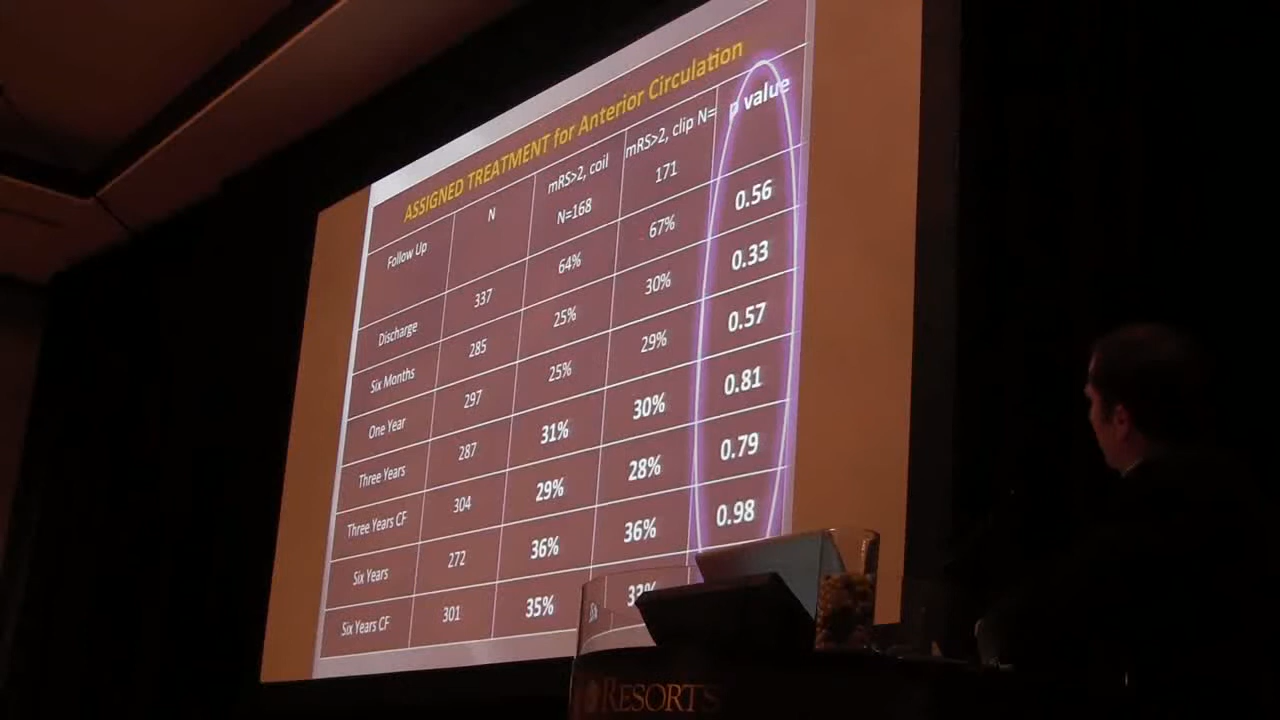 ASSIGNED TREATMENT for Anterior Circulation
Follow Up N mRS>2, coil N=168 mRS>2, clip N= 171 p value
Discharge 337 64% 67% 0.56
Six Months 285 25% 30% 0.33
One Year 297 25% 29% 0.57
Three Years 287 31% 30% 0.81
Three Years CF 304 29% 28% 0.79
Six Years 272 36% 36% 0.98
Six Years CF 301 35%
RESORTS